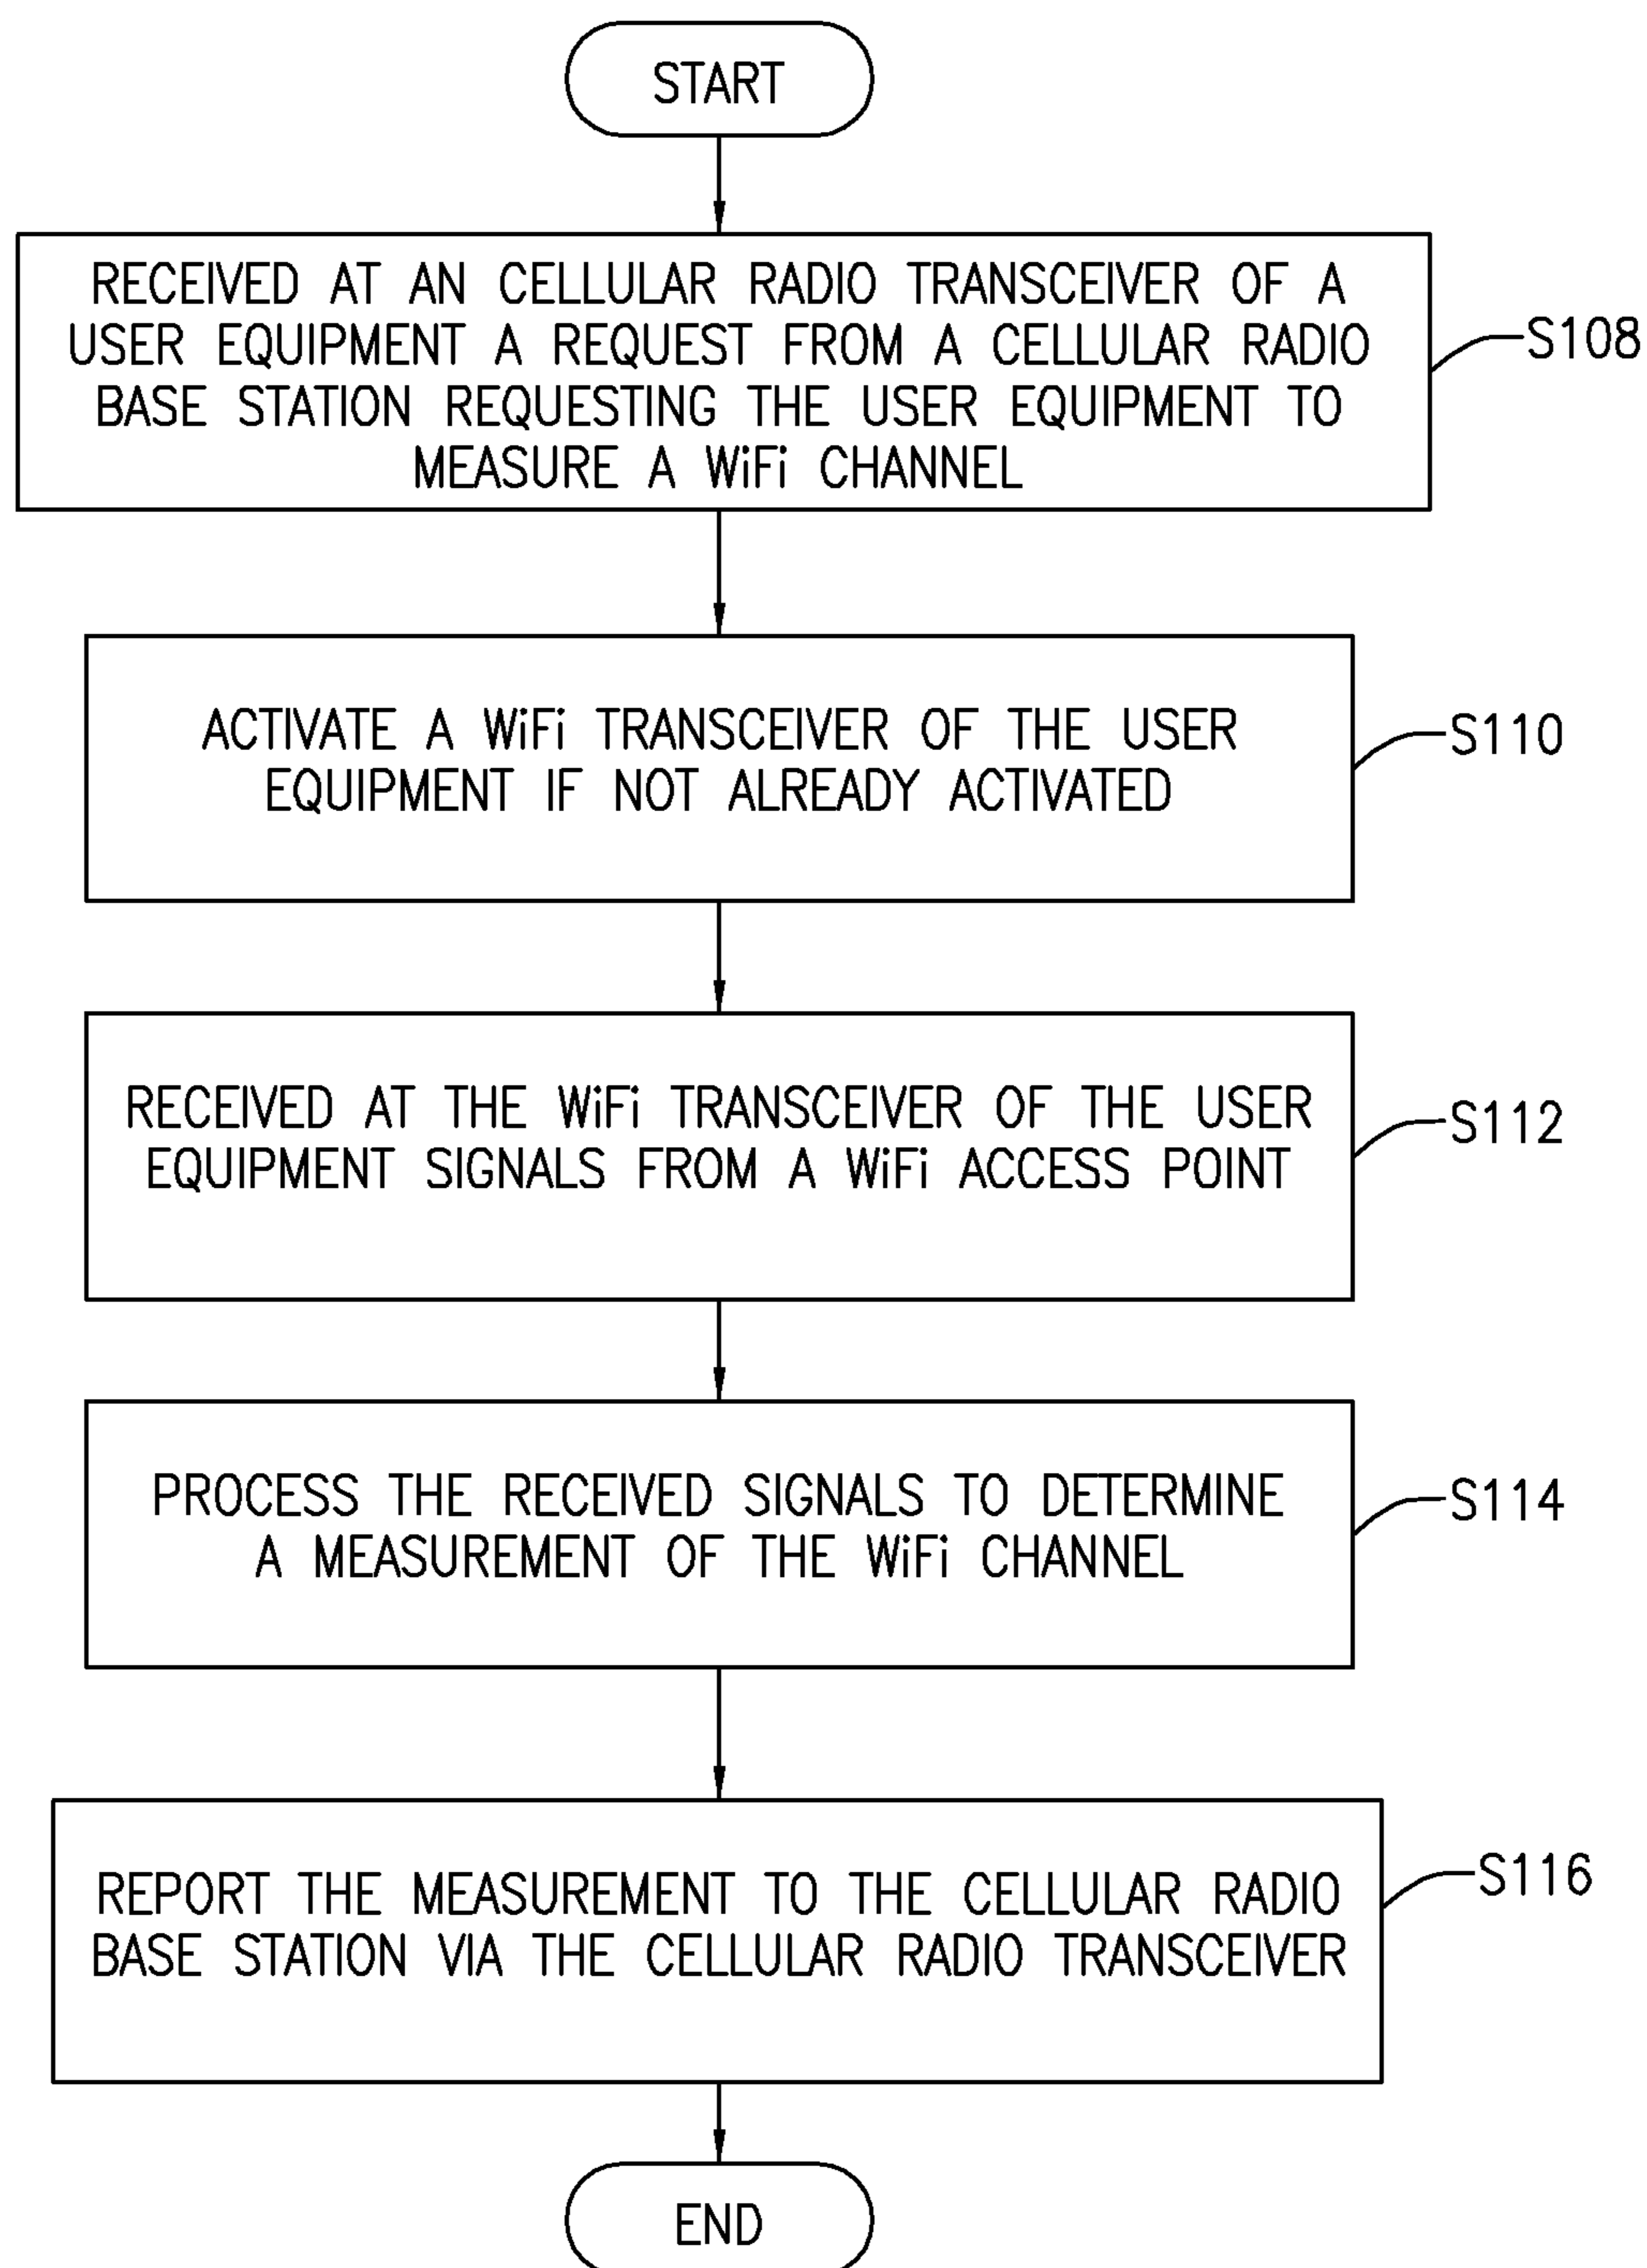 START
RECEIVED AT AN CELLULAR RADIO TRANSCEIVER OF A
USER EQUIPMENT A REQUEST FROM A CELLULAR RADIO
BASE STATION REQUESTING THE USER EQUIPMENT TO
MEASURE A WiFi CHANNEL
S108
ACTIVATE A WiFi TRANSCEIVER OF THE USER
EQUIPMENT IF NOT ALREADY ACTIVATED
S110
RECEIVED AT THE WiFi TRANSCEIVER OF THE USER
EQUIPMENT SIGNALS FROM A WiFi ACCESS POINT
S112
PROCESS THE RECEIVED SIGNALS TO DETERMINE
A MEASUREMENT OF THE WiFi CHANNEL
S114
REPORT THE MEASUREMENT TO THE CELLULAR RADIO
BASE STATION VIA THE CELLULAR RADIO TRANSCEIVER
S116
END